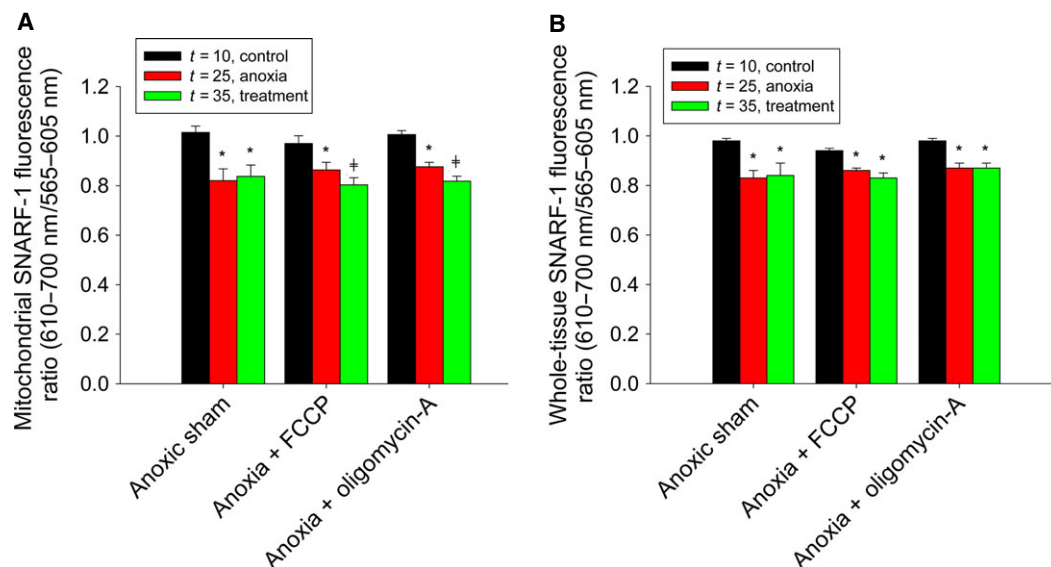 A
t = 10, control
t = 25, anoxia
t = 35, treatment
Mitochondrial SNARF-1 fluorescence
ratio (610–700 nm/565–605 nm)
1.2
1.0
0.8
0.6
0.4
0.2
0.0
* * * ǂ * ǂ
Anoxic sham
Anoxia + FCCP
Anoxia + oligomycin-A
B
t = 10, control
t = 25, anoxia
t = 35, treatment
Whole-tissue SNARF-1 fluorescence
ratio (610–700 nm/565–605 nm)
1.2
1.0
0.8
0.6
0.4
0.2
0.0
* * * * * *
Anoxic sham
Anoxia + FCCP
Anoxia + oligomycin-A